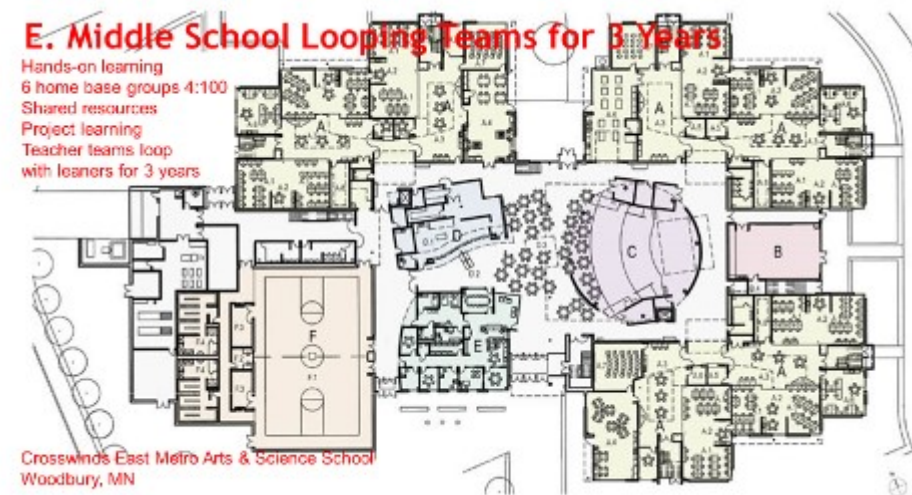 E. Middle School Looping Teams for 3 Years
Hands-on learning
6 home base groups 4:100
Shared resources
Project learning
Teacher teams loop
with leaners for 3 years
A
A
A
A
D
C
B
F
E
A
A
Crosswinds East Metro Arts & Science School
Woodbury, MN